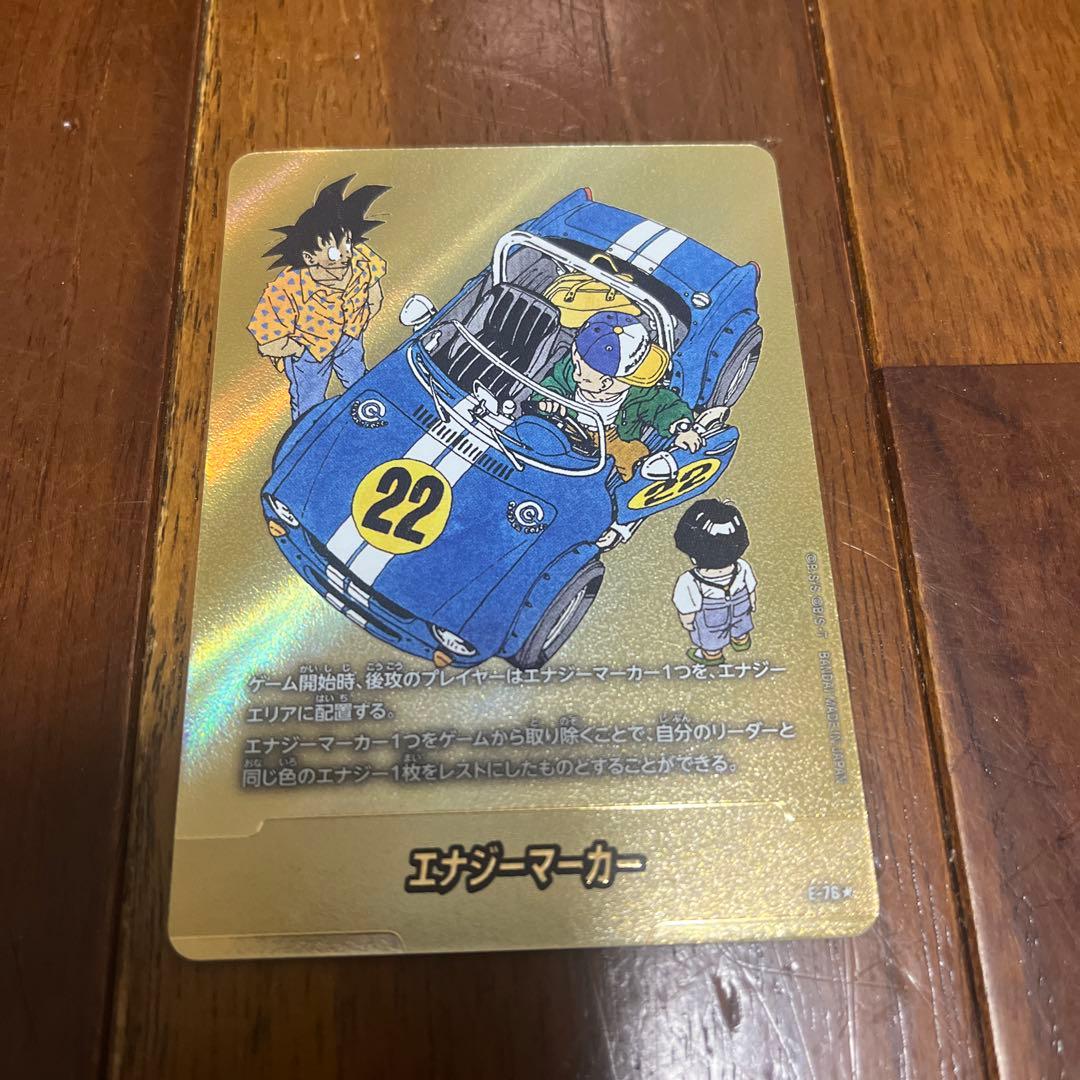 22
22
ゲーム開始時、後攻のプレイヤーはエナジーマーカー1つを、エナジー
エリアに配置する。
エナジーマーカー1つをゲームから取り除くことで、自分のリーダーと
同じ色のエナジー1枚をレストにしたものとすることができる。
©B/S・S ©B/S・T BANDAI MADE IN JAPAN
エナジーマーカー
E-76★